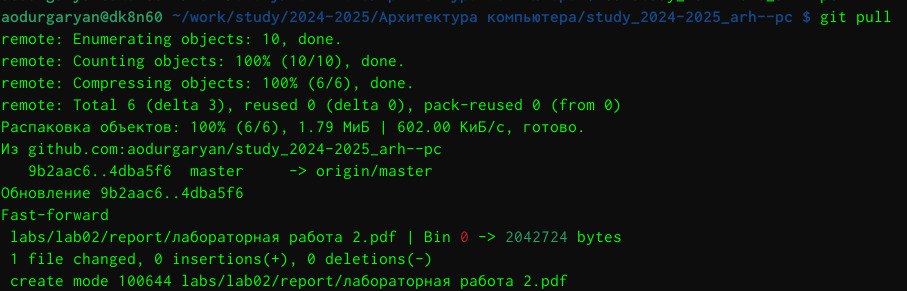 aodurgaryan@dk8n60 ~/work/study/2024-2025/Архитектура компьютера/study_2024-2025_arh--pc $ git pull
remote: Enumerating objects: 10, done.
remote: Counting objects: 100% (10/10), done.
remote: Compressing objects: 100% (6/6), done.
remote: Total 6 (delta 3), reused 0 (delta 0), pack-reused 0 (from 0)
Распаковка объектов: 100% (6/6), 1.79 МиБ | 602.00 КиБ/с, готово.
Из github.com:aodurgaryan/study_2024-2025_arh--pc
   9b2aac6..4dba5f6  master     -> origin/master
Обновление 9b2aac6..4dba5f6
Fast-forward
 labs/lab02/report/лабораторная работа 2.pdf | Bin 0 -> 2042724 bytes
 1 file changed, 0 insertions(+), 0 deletions(-)
 create mode 100644 labs/lab02/report/лабораторная работа 2.pdf